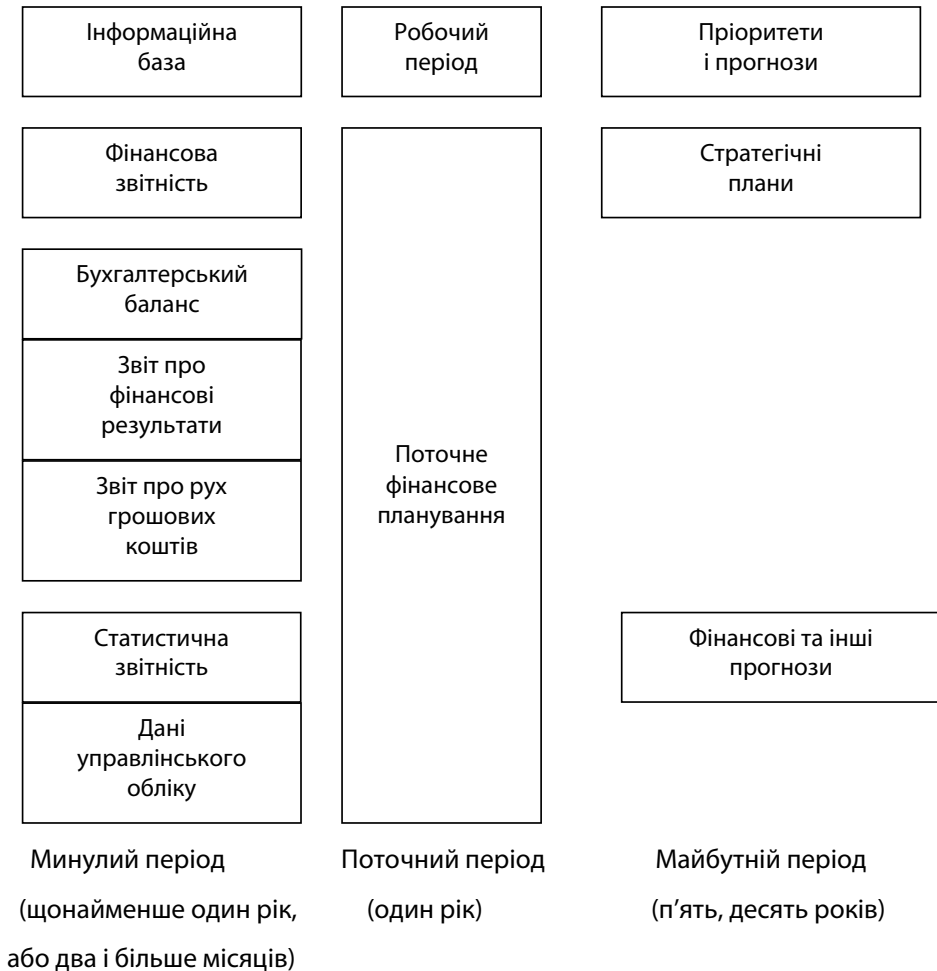 Інформаційна
база
Робочий
період
Пріоритети
і прогнози
Фінансова
звітність
Стратегічні
плани
Бухгалтерський
баланс
Звіт про
фінансові
результати
Звіт про рух
грошових
коштів
Поточне
фінансове
планування
Статистична
звітність
Фінансові та інші
прогнози
Дані
управлінського
обліку
Минулий період
(щонайменше один рік,
або два і більше місяців)
Поточний період
(один рік)
Майбутній період
(п’ять, десять років)